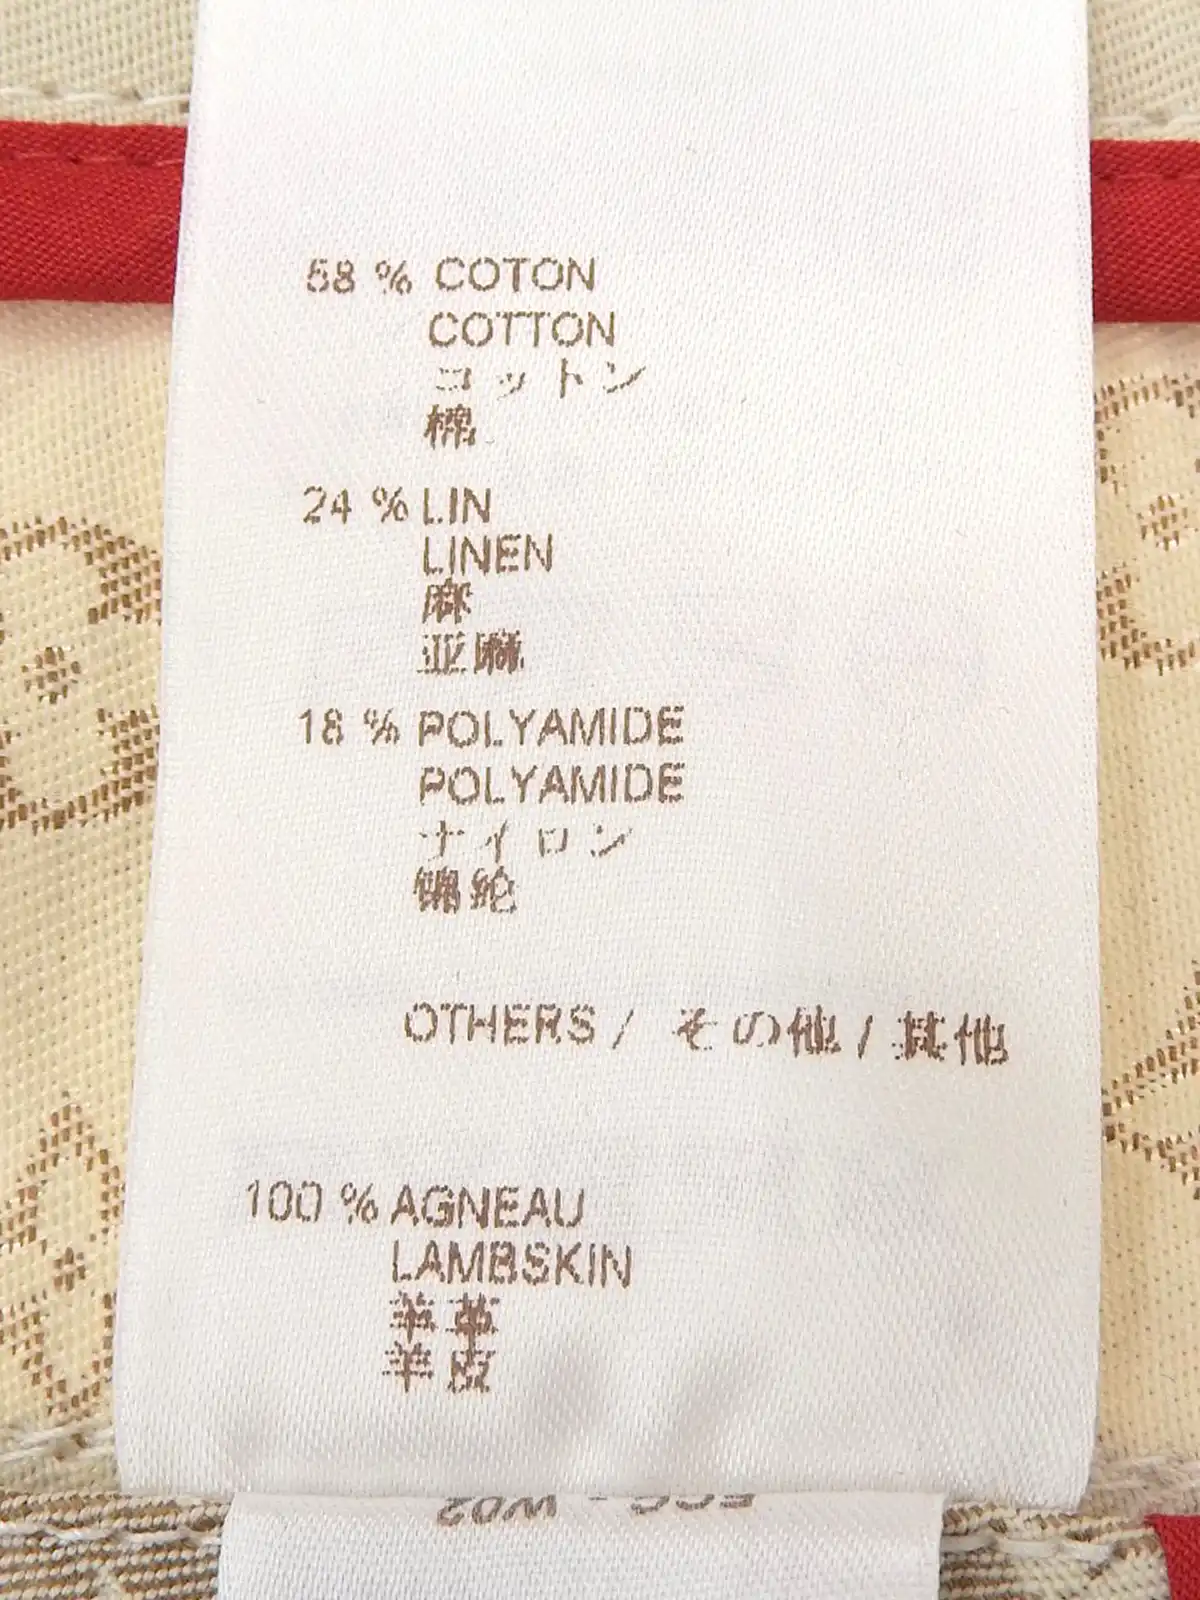 58 % COTON
COTTON
コットン
棉
24 % LIN
LINEN
麻
亚麻
18 % POLYAMIDE
POLYAMIDE
ナイロン
锦纶
OTHERS / その他 / 其他
100 % AGNEAU
LAMBSKIN
羊革
羊皮
W02